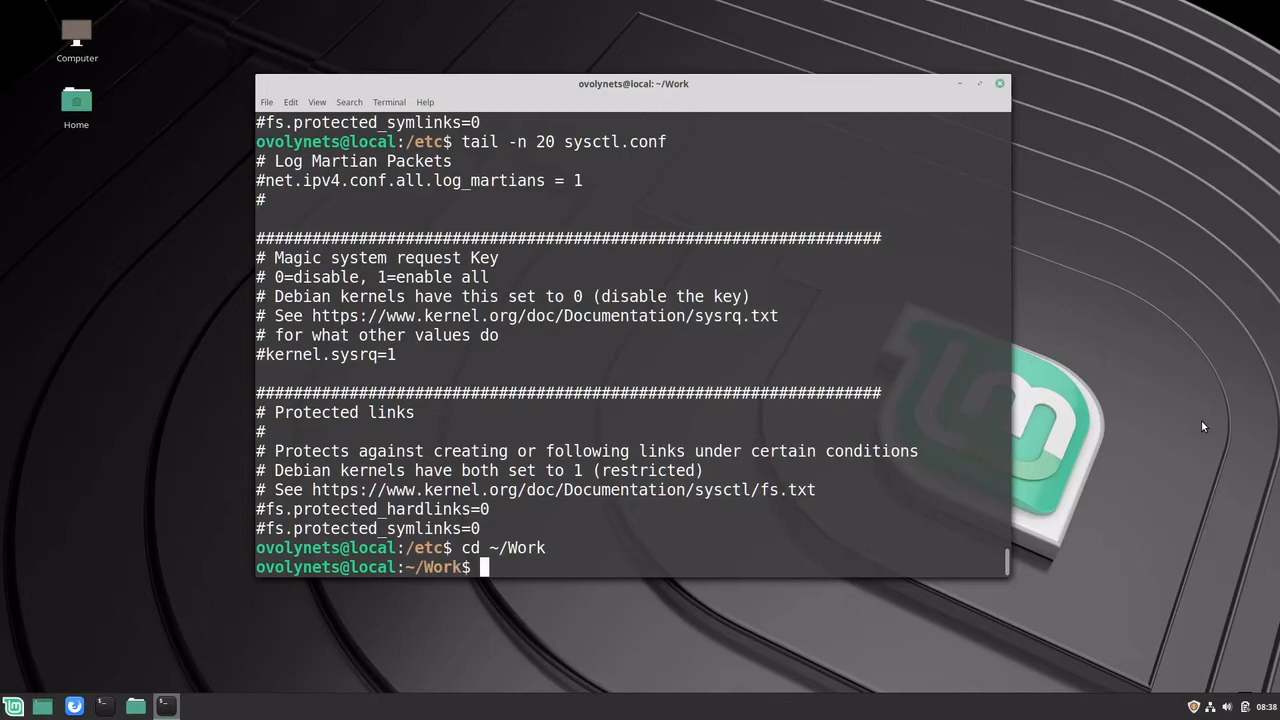 Computer
Home
ovolynets@local: ~/Work
File Edit View Search Terminal Help
#fs.protected_symlinks=0
ovolynets@local:/etc$ tail -n 20 sysctl.conf
# Log Martian Packets
#net.ipv4.conf.all.log_martians = 1
#
###################################################################
# Magic system request Key
# 0=disable, 1=enable all
# Debian kernels have this set to 0 (disable the key)
# See https://www.kernel.org/doc/Documentation/sysrq.txt
# for what other values do
#kernel.sysrq=1
###################################################################
# Protected links
#
# Protects against creating or following links under certain conditions
# Debian kernels have both set to 1 (restricted)
# See https://www.kernel.org/doc/Documentation/sysctl/fs.txt
#fs.protected_hardlinks=0
#fs.protected_symlinks=0
ovolynets@local:/etc$ cd ~/Work
ovolynets@local:~/Work$
08:38